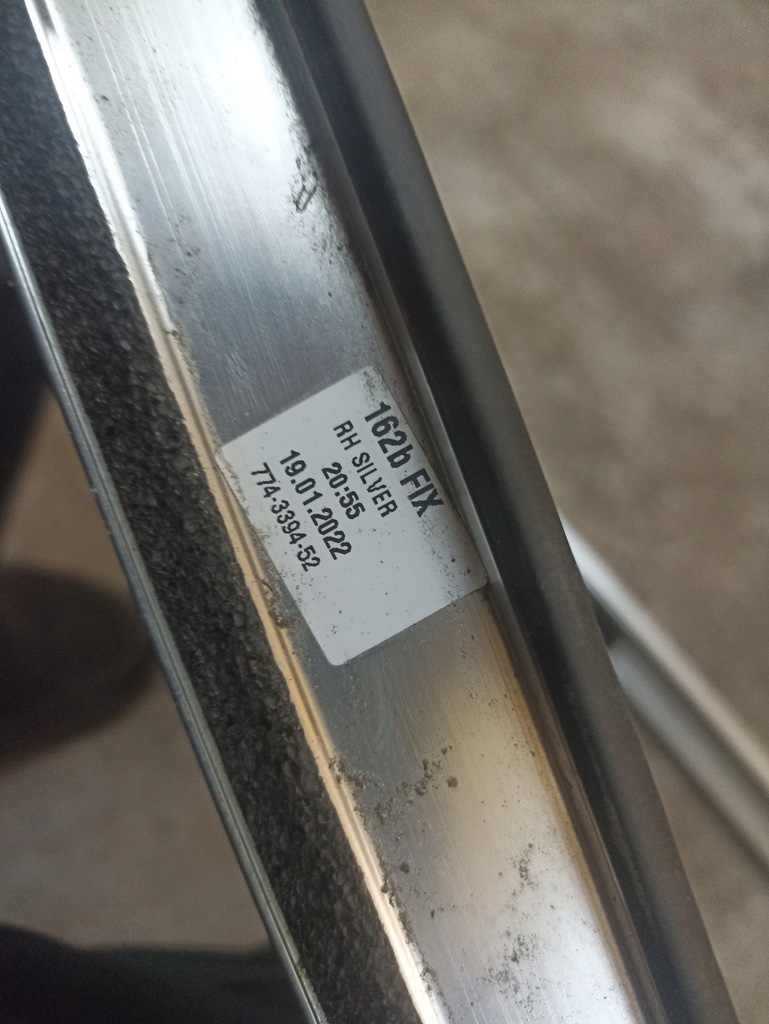 162b FIX
RH SILVER
20:55
19.01.2022
774-3394-52